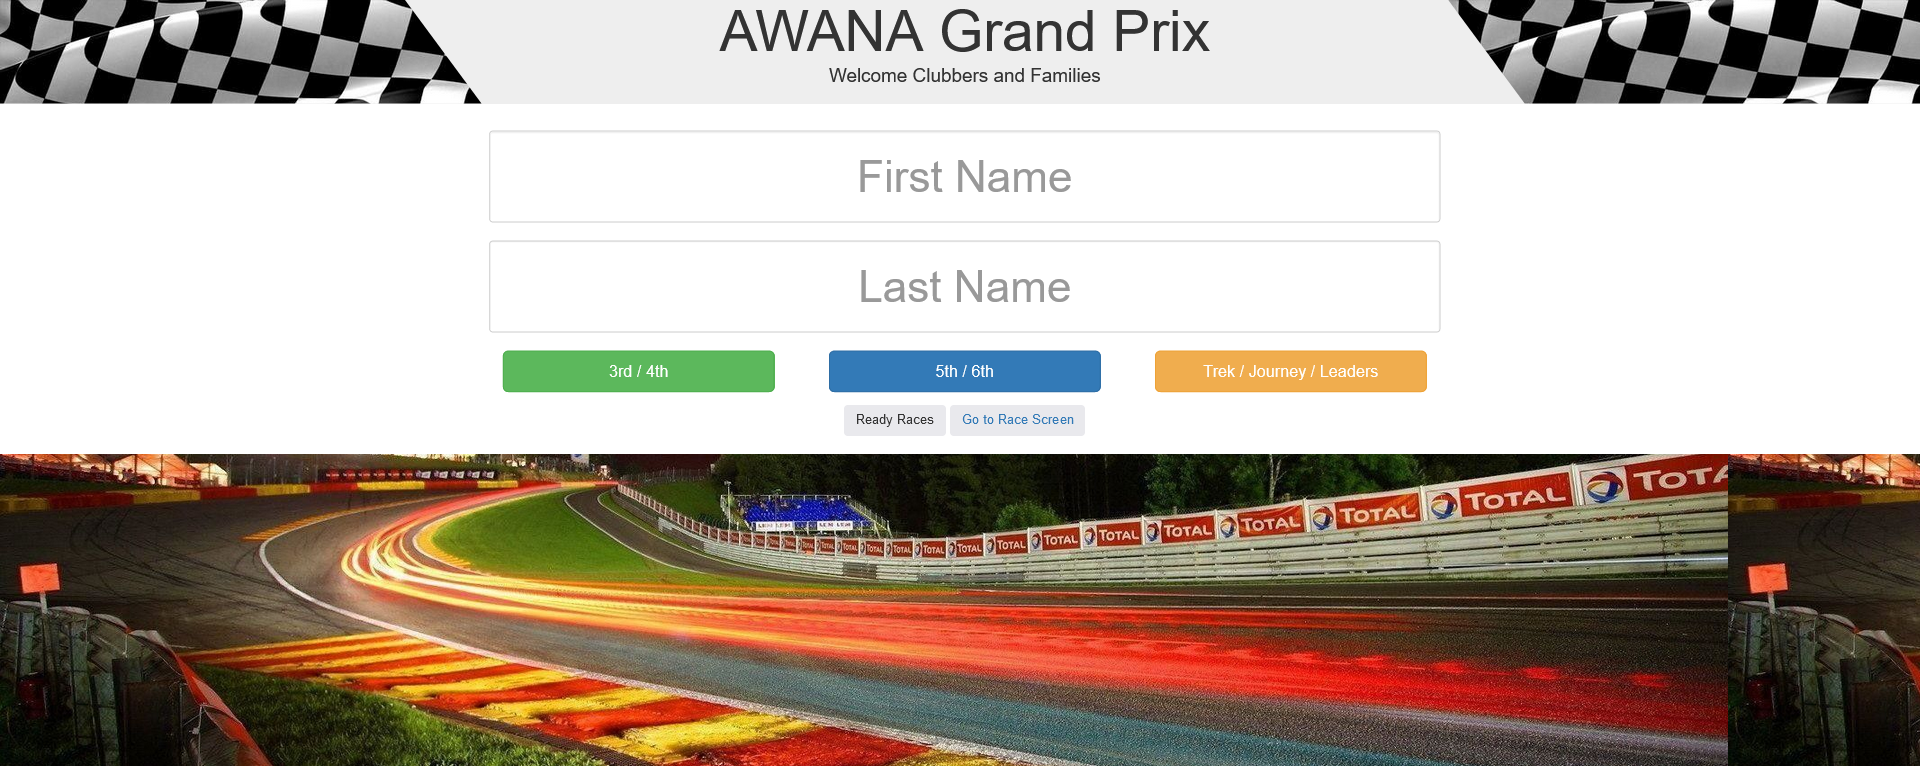 AWANA Grand Prix
Welcome Clubbers and Families
First Name
Last Name
3rd / 4th
5th / 6th
Trek / Journey / Leaders
Ready Races
Go to Race Screen
TOTAL TOTAL TOTAL TOTAL TOTAL TOTAL TOTAL TOTAL TOTAL TOTAL TOTAL TOTAL TOTAL TOTAL